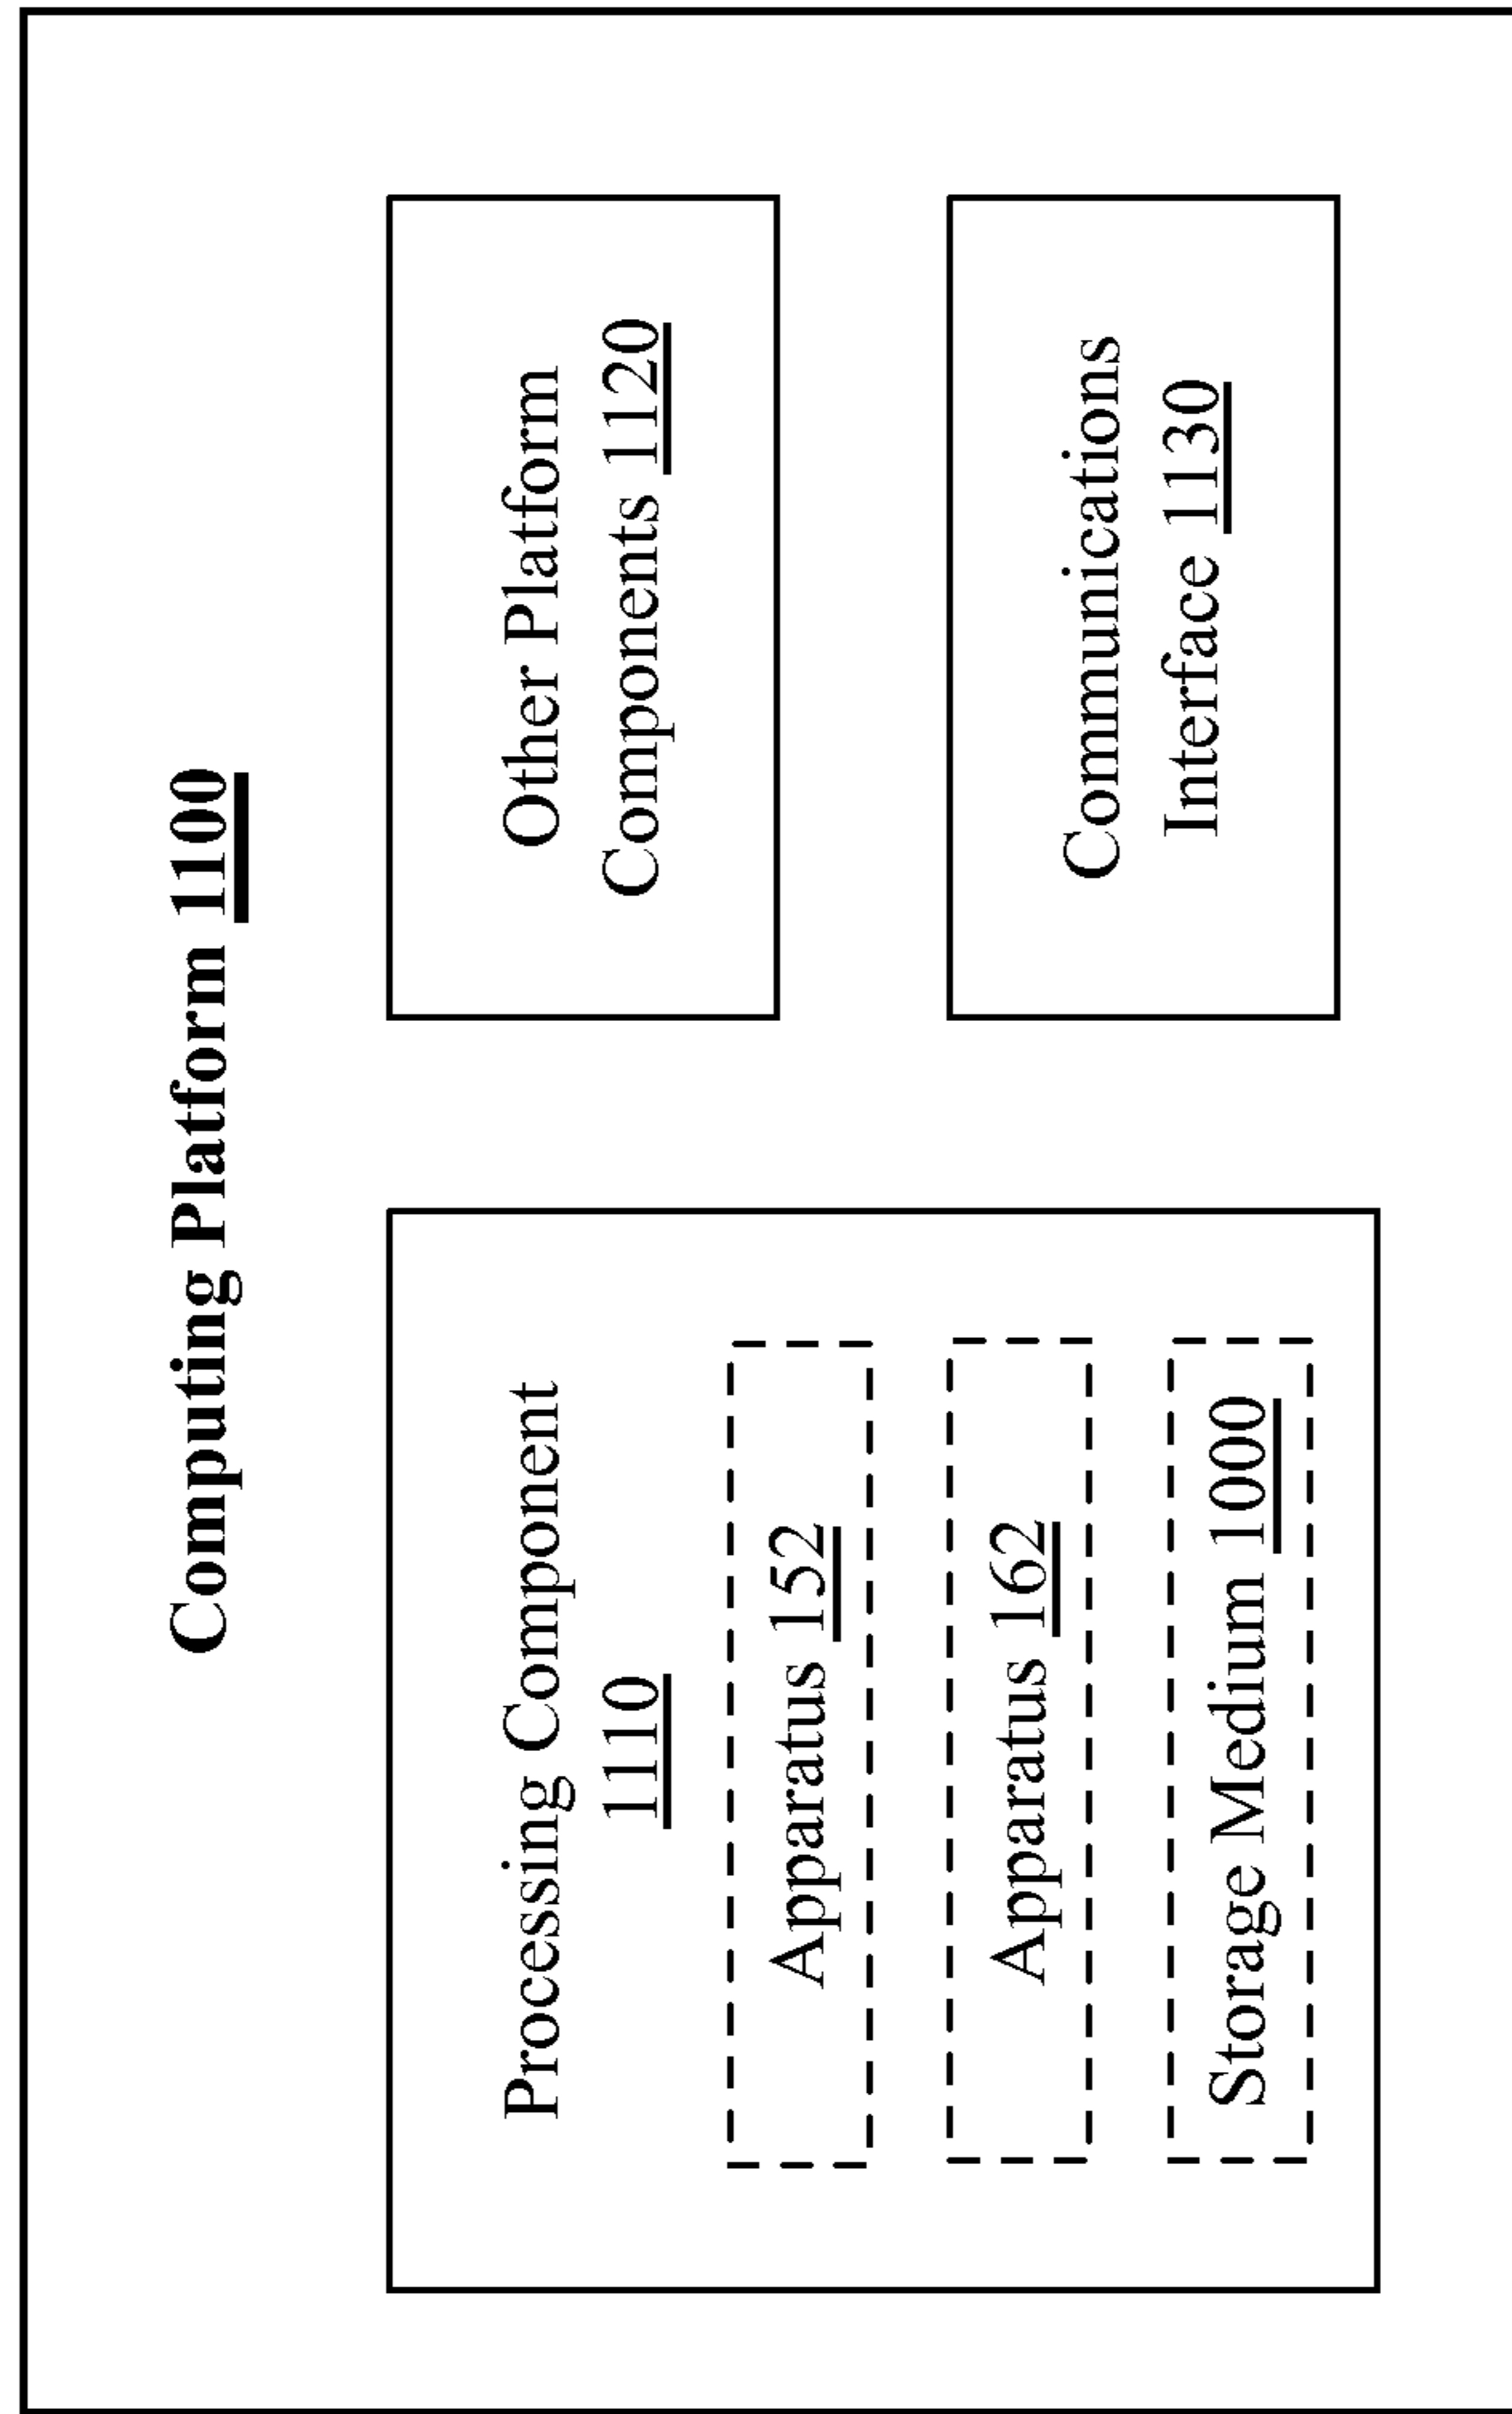 Computing Platform 1100
Processing Component
1110
Apparatus 152
Apparatus 162
Storage Medium 1000
Other Platform
Components 1120
Communications
Interface 1130